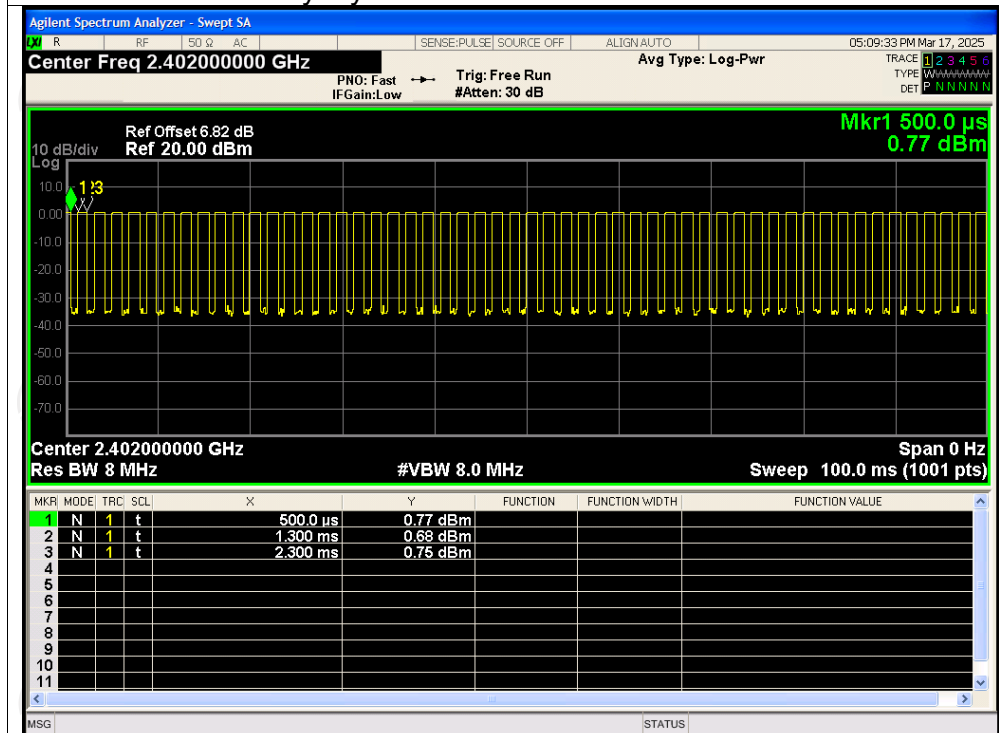 Agilent Spectrum Analyzer - Swept SA
LXI R RF 50 Ω AC SENSE:PULSE SOURCE OFF ALIGN AUTO 05:09:33 PM Mar 17, 2025
Center Freq 2.402000000 GHz Avg Type: Log-Pwr TRACE 1 2 3 4 5 6
PNO: Fast Trig: Free Run TYPE WWWWWW
IFGain:Low #Atten: 30 dB DET P N N N N N
Mkr1 500.0 µs
Ref Offset 6.82 dB
10 dB/div Ref 20.00 dBm 0.77 dBm
Log
10.0
1 2 3
0.00
-10.0
-20.0
-30.0
-40.0
-50.0
-60.0
-70.0
Center 2.402000000 GHz Span 0 Hz
Res BW 8 MHz #VBW 8.0 MHz Sweep 100.0 ms (1001 pts)
MKR MODE TRC SCL X Y FUNCTION FUNCTION WIDTH FUNCTION VALUE
1 N 1 t 500.0 µs 0.77 dBm
2 N 1 t 1.300 ms 0.68 dBm
3 N 1 t 2.300 ms 0.75 dBm
4
5
6
7
8
9
10
11
MSG STATUS